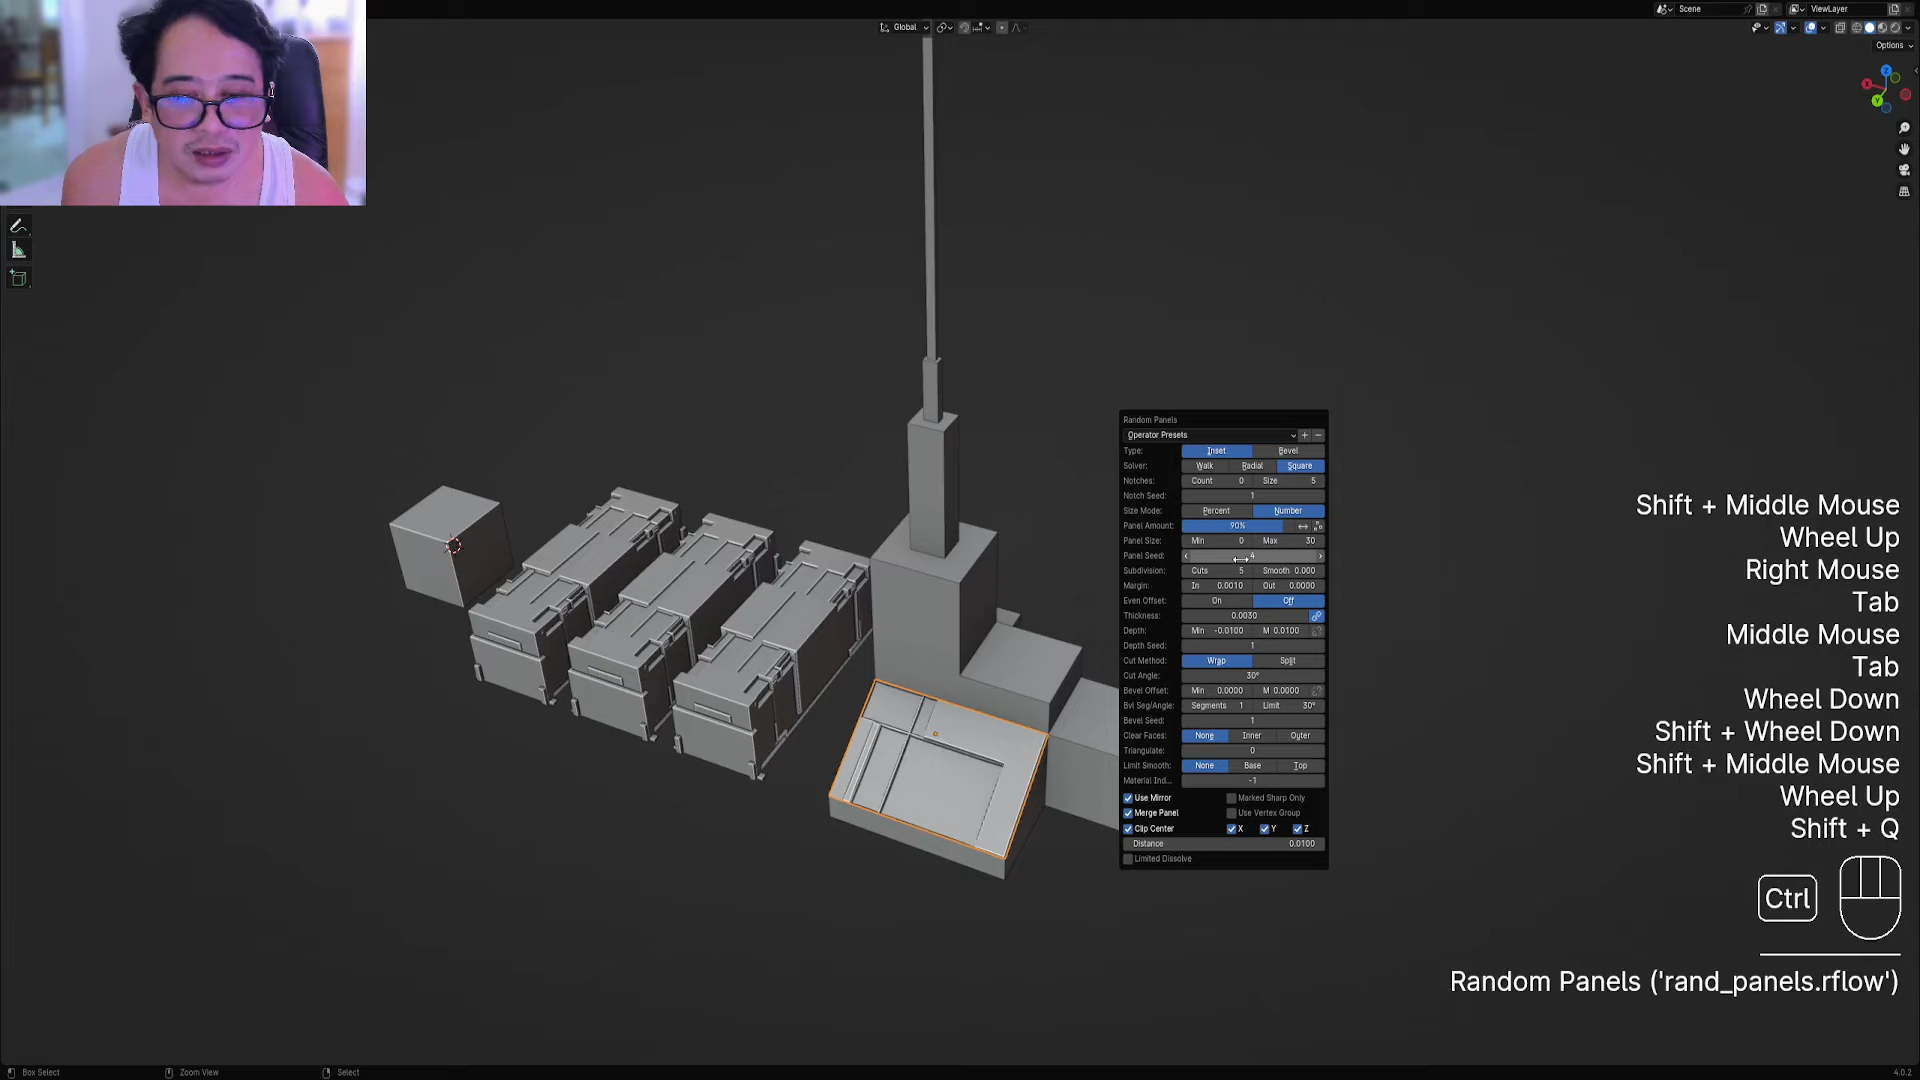 Scene
ViewLayer
Global
Options
Z
X
Y
Random Panels
Operator Presets
Type: Inset Bevel
Solver: Walk Radial Square
Notches: Count 0 Size 5
Notch Seed: 1
Size Mode: Percent Number
Panel Amount: 90%
Panel Size: Min 0 Max 30
Panel Seed: 4
Subdivision: Cuts 5 Smooth 0.000
Margin: In 0.0010 Out 0.0000
Even Offset: On Off
Thickness: 0.0030
Depth: Min -0.0100 M 0.0100
Depth Seed: 1
Cut Method: Wrap Split
Cut Angle: 30°
Bevel Offset: Min 0.0000 M 0.0000
Bvl Seg/Angle: Segments 1 Limit 30°
Bevel Seed: 1
Clear Faces: None Inner Outer
Triangulate: 0
Limit Smooth: None Base Top
Material Ind... -1
Use Mirror Marked Sharp Only
Merge Panel Use Vertex Group
Clip Center X Y Z
Distance 0.0100
Limited Dissolve
Shift + Middle Mouse
Wheel Up
Right Mouse
Tab
Middle Mouse
Tab
Wheel Down
Shift + Wheel Down
Shift + Middle Mouse
Wheel Up
Shift + Q
Ctrl
Random Panels ('rand_panels.rflow')
Box Select Zoom View Select 4.0.2